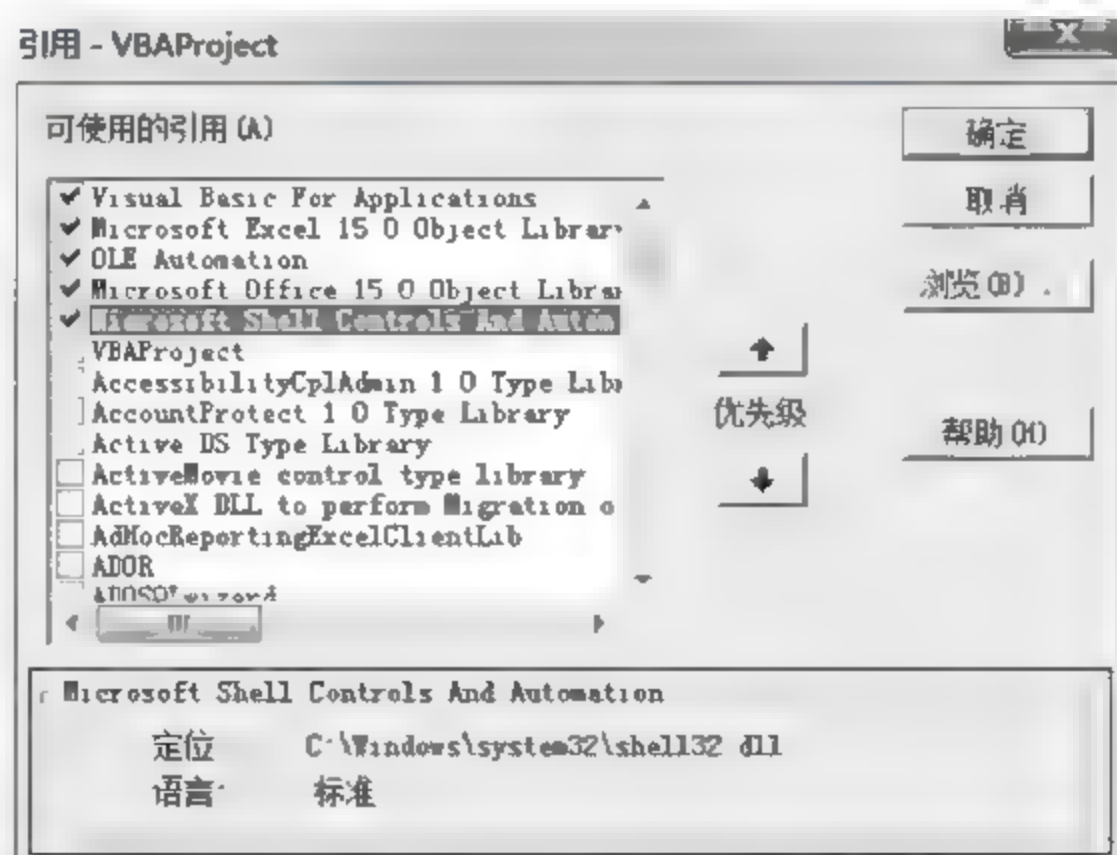 引用 - VBAProject
可使用的引用(A)
Visual Basic For Applications
Microsoft Excel 15 0 Object Library
OLE Automation
Microsoft Office 15 0 Object Librar
Microsoft Shell Controls And Autom
VBAProject
AccessibilityCplAdmin 1 0 Type Libr
AccountProtect 1 0 Type Library
Active DS Type Library
ActiveMovie control type library
ActiveX DLL to perform Migration o
AdHocReportingExcelClientLib
ADOR
确定
取消
浏览(B) .
优先级
帮助(H)
Microsoft Shell Controls And Automation
定位 C:\Windows\system32\shell32 dll
语言: 标准